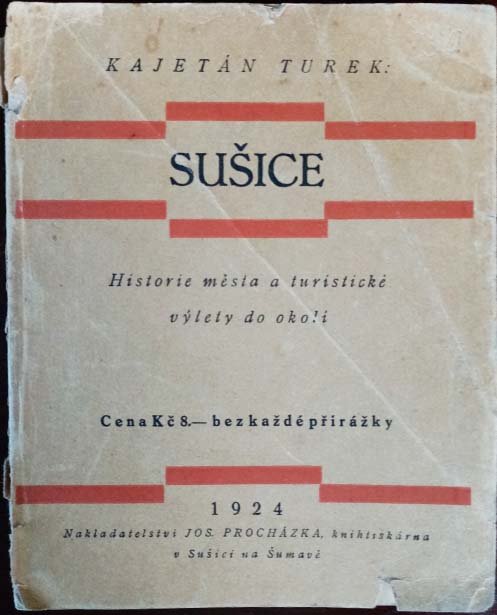 KAJETÁN TUREK:
SUŠICE
Historie města a turistické
výlety do okolí
Cena Kč 8.— bez každé přirážky
1924
Nakladatelství JOS. PROCHÁZKA, knihtiskárna
v Sušici na Šumavě